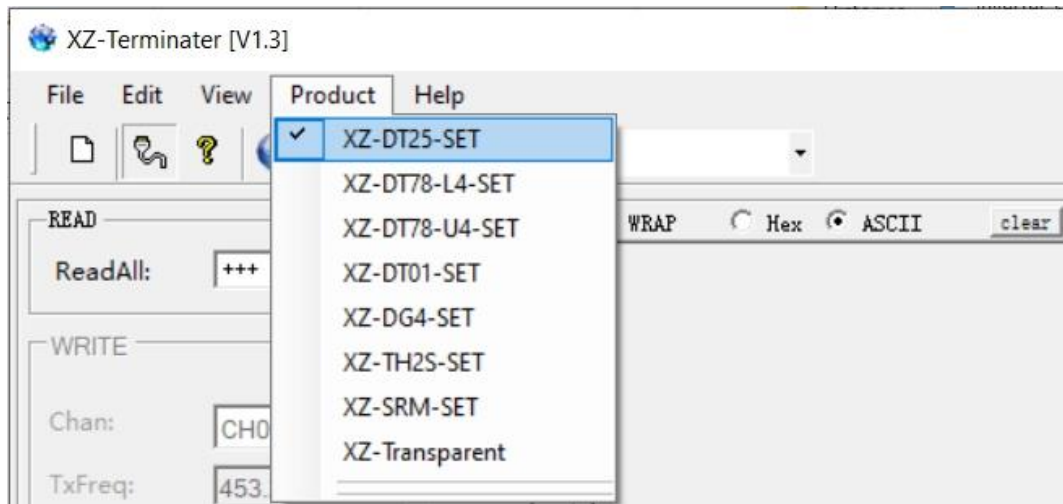 XZ-Terminater [V1.3]
File Edit View Product Help
XZ-DT25-SET
XZ-DT78-L4-SET
XZ-DT78-U4-SET
XZ-DT01-SET
XZ-DG4-SET
XZ-TH2S-SET
XZ-SRM-SET
XZ-Transparent
READ
WRAP Hex ASCII clear
ReadAll: +++
WRITE
Chan: CH0
TxFreq: 453.